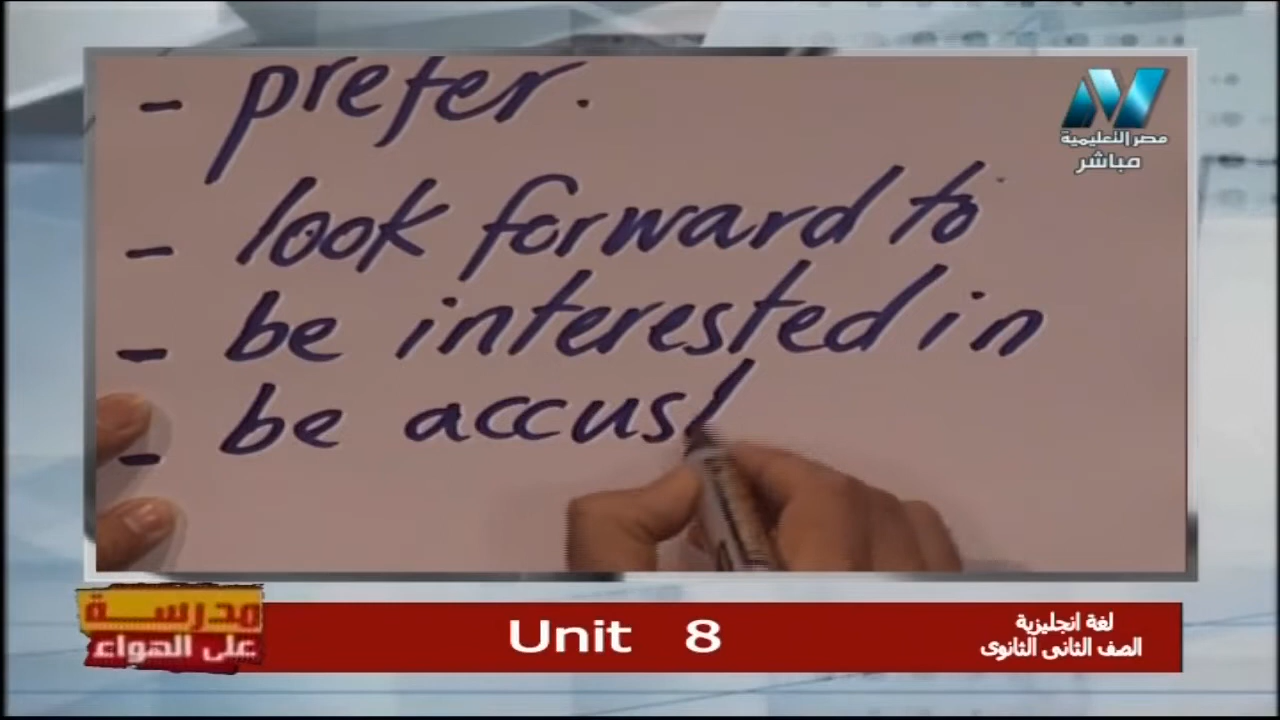 - prefer.
مصر التعليمية
مباشر
- look forward to
- be interested in
- be accust
مدرسة
على الهواء
Unit 8
لغة انجليزية
الصف الثانى الثانوى